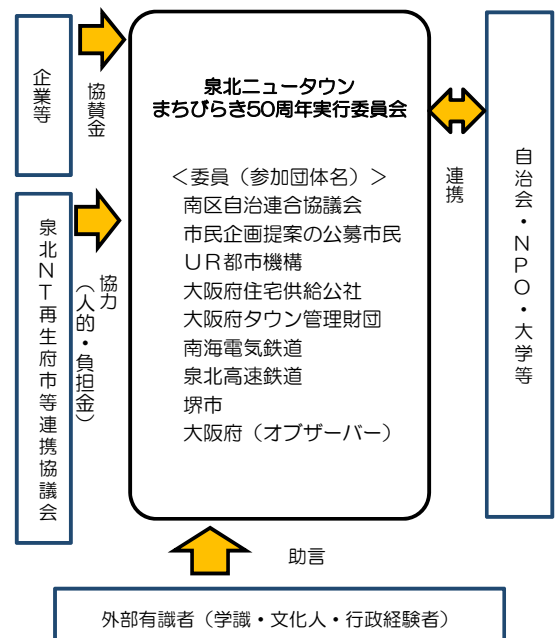 企業等
協賛金
泉北ニュータウン
まちびらき50周年実行委員会
＜委員（参加団体名）＞
南区自治連合協議会
市民企画提案の公募市民
ＵＲ都市機構
大阪府住宅供給公社
大阪府タウン管理財団
南海電気鉄道
泉北高速鉄道
堺市
大阪府（オブザーバー）
連携
自治会・ＮＰＯ・大学等
泉北ＮＴ再生府市等連携協議会
協力
（人的・負担金）
助言
外部有識者（学識・文化人・行政経験者）